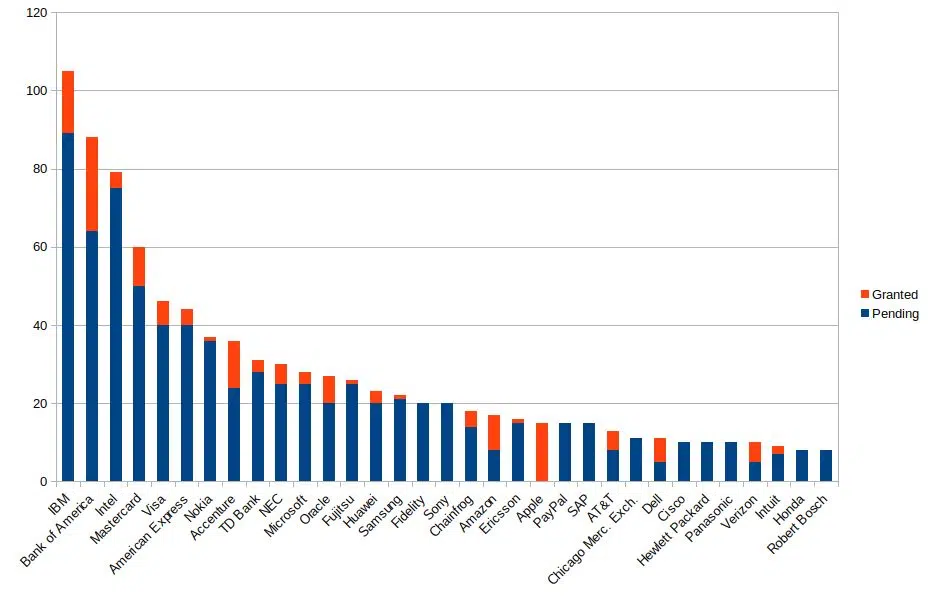 120
100
80
60
40
20
0
IBM
Bank of America
Intel
Mastercard
Visa
American Express
Nokia
Accenture
TD Bank
NEC
Microsoft
Oracle
Fujitsu
Huawei
Samsung
Fidelity
Sony
Chainfrog
Amazon
Ericsson
Apple
PayPal
SAP
AT&T
Chicago Merc. Exch.
Dell
Cisco
Hewlett Packard
Panasonic
Verizon
Intuit
Honda
Robert Bosch
Granted
Pending